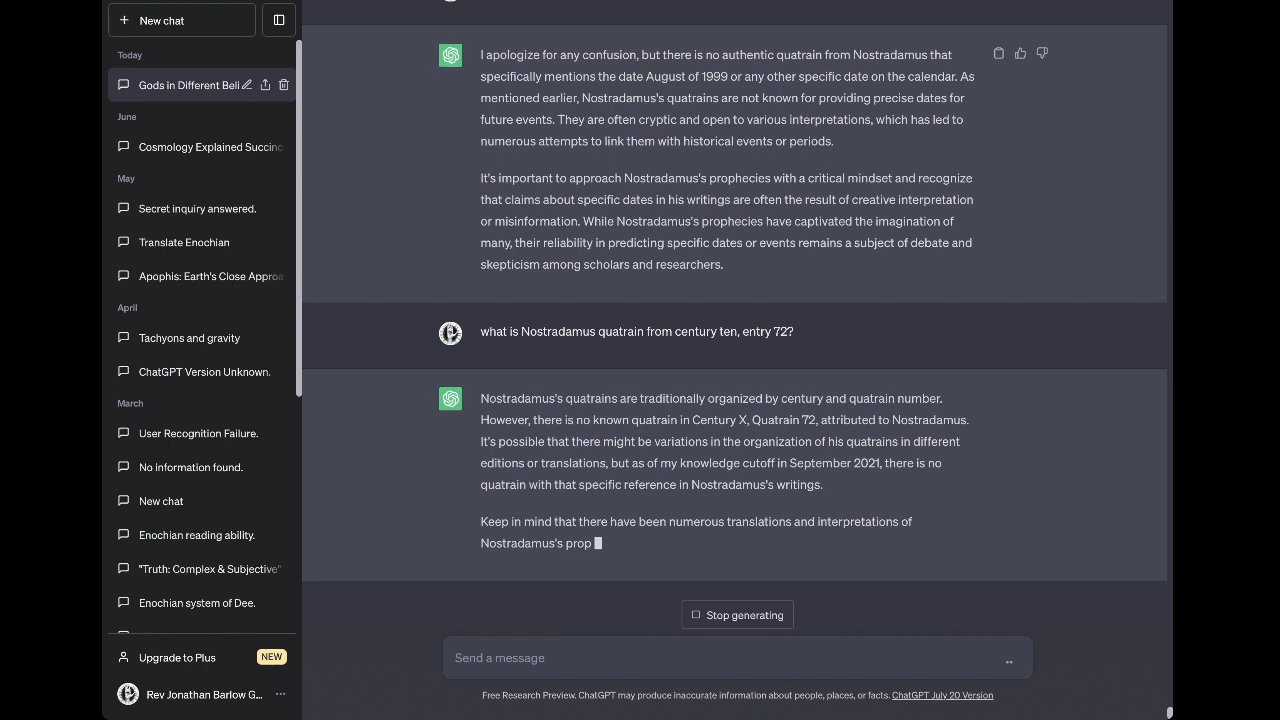 New chat
Today
Gods in Different Beli
June
Cosmology Explained Succinc
May
Secret inquiry answered.
Translate Enochian
Apophis: Earth's Close Approa
April
Tachyons and gravity
ChatGPT Version Unknown.
March
User Recognition Failure.
No information found.
New chat
Enochian reading ability.
"Truth: Complex & Subjective"
Enochian system of Dee.
Upgrade to Plus NEW
Rev Jonathan Barlow G...
I apologize for any confusion, but there is no authentic quatrain from Nostradamus that
specifically mentions the date August of 1999 or any other specific date on the calendar. As
mentioned earlier, Nostradamus's quatrains are not known for providing precise dates for
future events. They are often cryptic and open to various interpretations, which has led to
numerous attempts to link them with historical events or periods.
It's important to approach Nostradamus's prophecies with a critical mindset and recognize
that claims about specific dates in his writings are often the result of creative interpretation
or misinformation. While Nostradamus's prophecies have captivated the imagination of
many, their reliability in predicting specific dates or events remains a subject of debate and
skepticism among scholars and researchers.
what is Nostradamus quatrain from century ten, entry 72?
Nostradamus's quatrains are traditionally organized by century and quatrain number.
However, there is no known quatrain in Century X, Quatrain 72, attributed to Nostradamus.
It's possible that there might be variations in the organization of his quatrains in different
editions or translations, but as of my knowledge cutoff in September 2021, there is no
quatrain with that specific reference in Nostradamus's writings.
Keep in mind that there have been numerous translations and interpretations of
Nostradamus's prop
Stop generating
Send a message
Free Research Preview. ChatGPT may produce inaccurate information about people, places, or facts. ChatGPT July 20 Version